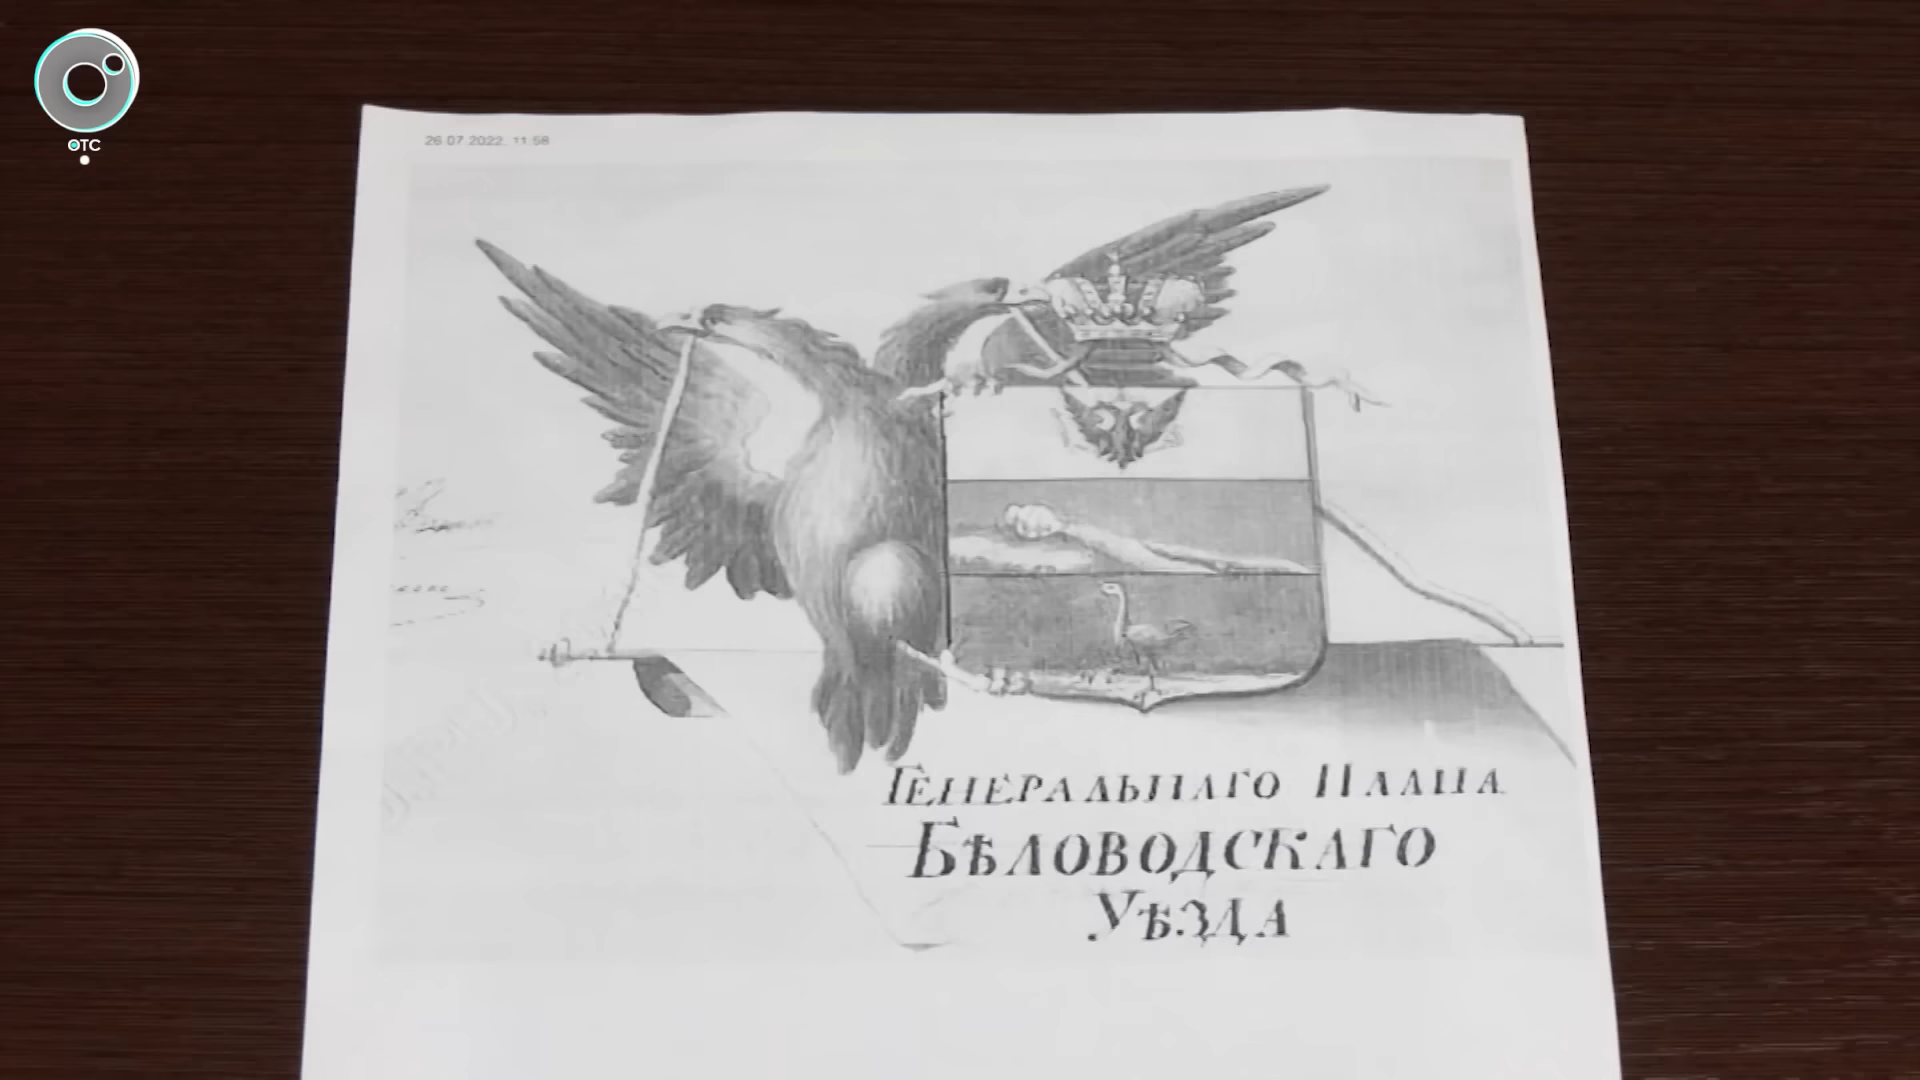 ОТС
26.07.2022, 11:58
Генеральнаго Плана
Бѣловодскаго
Уѣзда